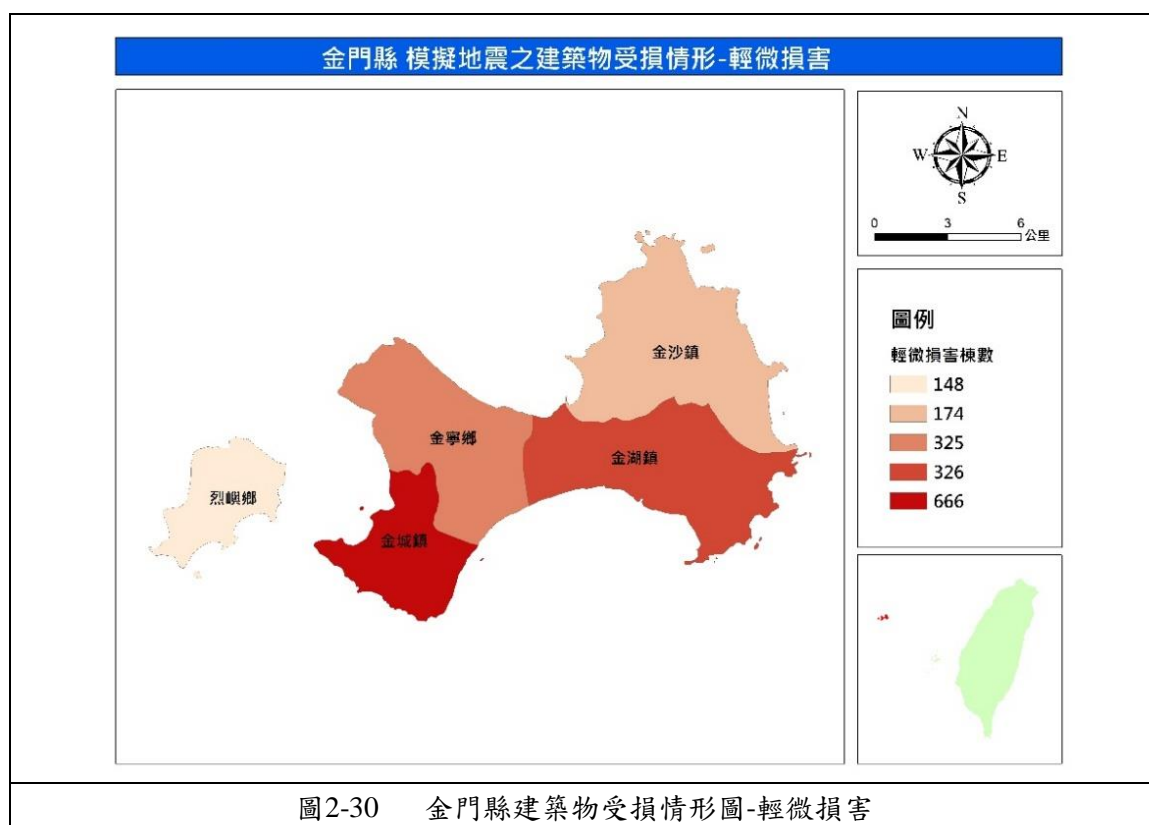 金門縣 模擬地震之建築物受損情形-輕微損害
N
W E
S
0 3 6
公里
金沙鎮
金寧鄉
金湖鎮
烈嶼鄉
金城鎮
圖例
輕微損害棟數
148
174
325
326
666
圖2-30 金門縣建築物受損情形圖-輕微損害